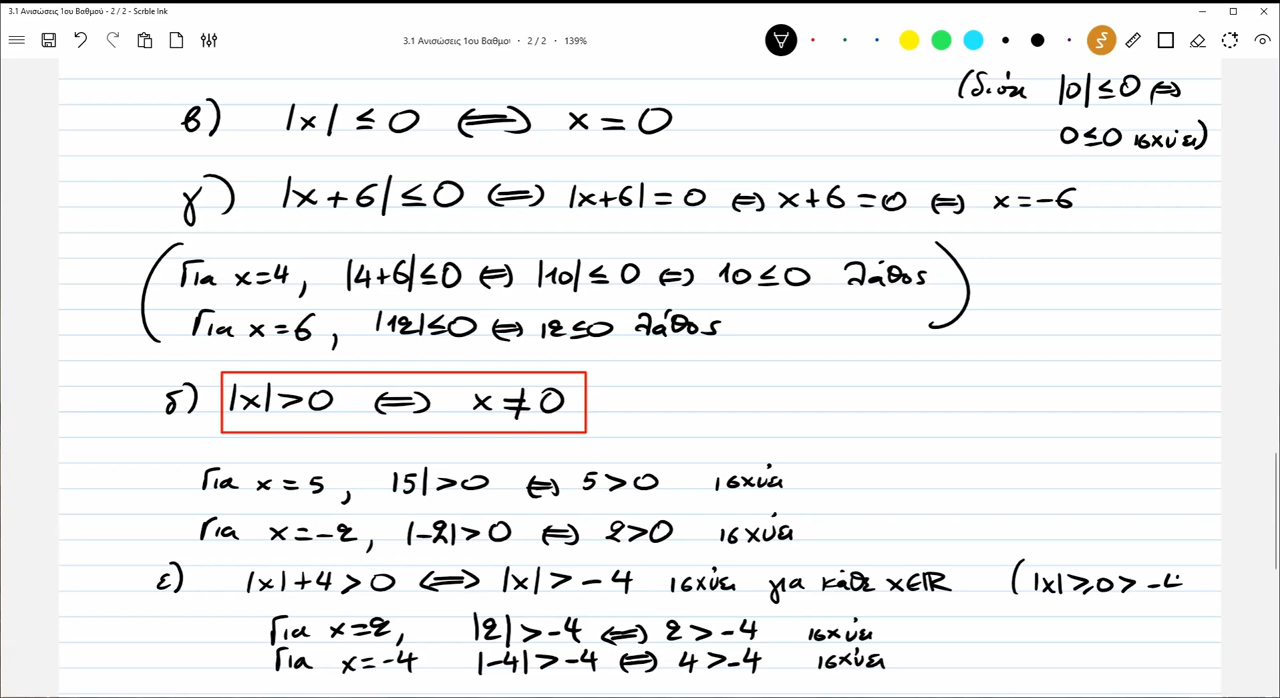 3.1 Ανισώσεις 1ου Βαθμού - 2 / 2 - Scrble Ink
3.1 Ανισώσεις 1ου Βαθμού • 2 / 2 • 139%
(διότι |0| ≤ 0 ⇔
0 ≤ 0 ισχύει)
β) |x| ≤ 0 ⇔ x = 0
γ) |x+6| ≤ 0 ⇔ |x+6| = 0 ⇔ x+6 = 0 ⇔ x = -6
(Για x=4, |4+6| ≤ 0 ⇔ |10| ≤ 0 ⇔ 10 ≤ 0 λάθος
Για x=6, |12| ≤ 0 ⇔ 12 ≤ 0 λάθος)
δ) |x| > 0 ⇔ x ≠ 0
Για x = 5, |5| > 0 ⇔ 5 > 0 ισχύει
Για x = -2, |-2| > 0 ⇔ 2 > 0 ισχύει
ε) |x| + 4 > 0 ⇔ |x| > -4 ισχύει για κάθε x∈ℝ (|x| ≥ 0 > -4
Για x=2, |2| > -4 ⇔ 2 > -4 ισχύει
Για x=-4 |-4| > -4 ⇔ 4 > -4 ισχύει